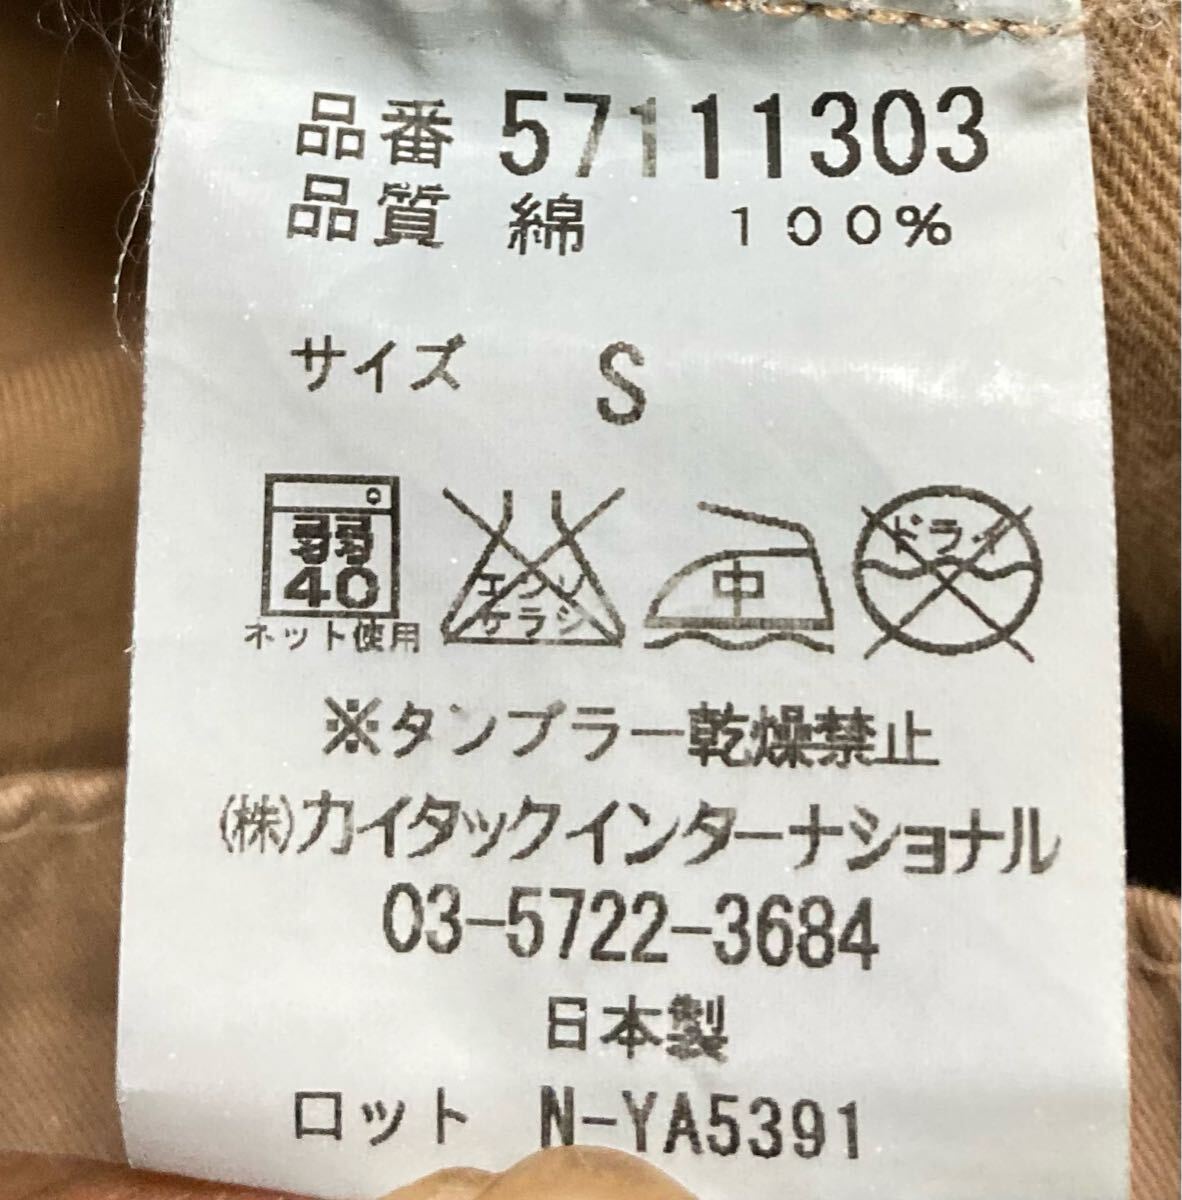 品番 57111303
品質 綿 100%
サイズ S
弱 40 エンソ サラシ 中 ドライ
ネット使用
※タンブラー乾燥禁止
(株)カイタックインターナショナル
03-5722-3684
日本製
ロット N-YA5391